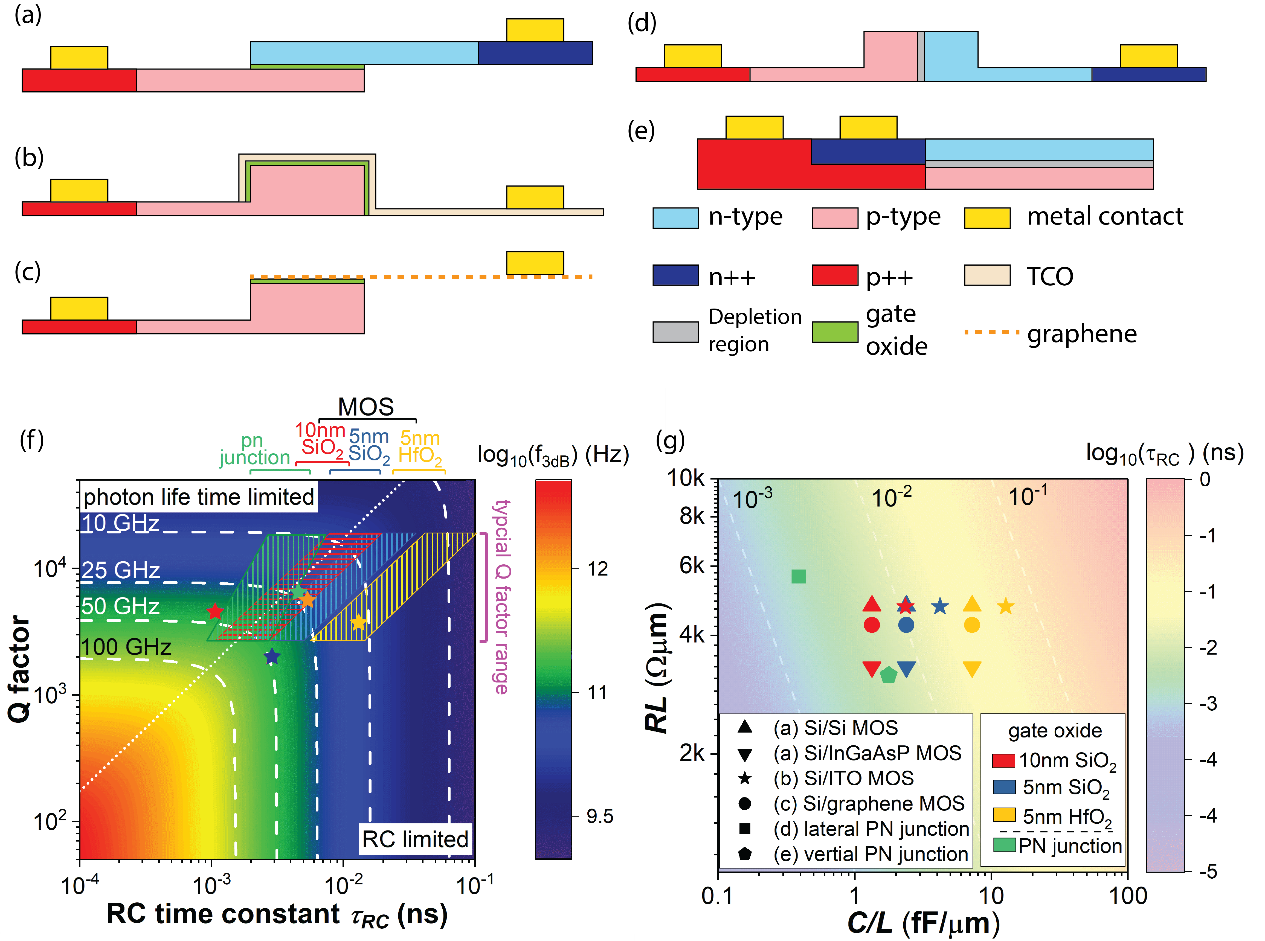 (a)
(b)
(c)
(d)
(e)
n-type
p-type
metal contact
n++
p++
TCO
Depletion
region
gate
oxide
graphene
(f)
MOS
pn
junction
10nm
SiO₂
5nm
SiO₂
5nm
HfO₂
log₁₀(f₃dB) (Hz)
photon life time limited
10 GHz
25 GHz
50 GHz
100 GHz
RC limited
typcial Q factor
range
12
11
9.5
Q factor
10⁴
10³
10²
10⁻⁴
10⁻³
10⁻²
10⁻¹
RC time constant τRC (ns)
(g)
log₁₀(τRC ) (ns)
10⁻³
10⁻²
10⁻¹
RL (Ωμm)
10k
8k
6k
4k
2k
(a) Si/Si MOS
(a) Si/InGaAsP MOS
(b) Si/ITO MOS
(c) Si/graphene MOS
(d) lateral PN junction
(e) vertial PN junction
gate oxide
10nm SiO₂
5nm SiO₂
5nm HfO₂
PN junction
0.1
1
10
100
C/L (fF/μm)
0
-1
-1
-2
-3
-4
-4
-5